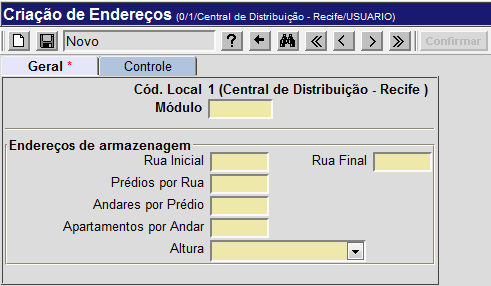 Criação de Endereços (0/1/Central de Distribuição - Recife/USUARIO)
Novo ? Confirmar
Geral * Controle
Cód. Local 1 (Central de Distribuição - Recife )
Módulo
Endereços de armazenagem
Rua Inicial Rua Final
Prédios por Rua
Andares por Prédio
Apartamentos por Andar
Altura